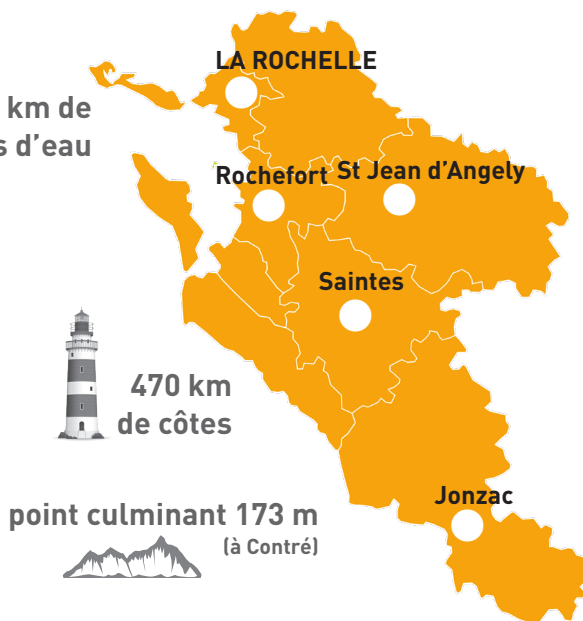 LA ROCHELLE
km de
d'eau
Rochefort
St Jean d'Angely
Saintes
470 km
de côtes
Jonzac
point culminant 173 m
(à Contré)